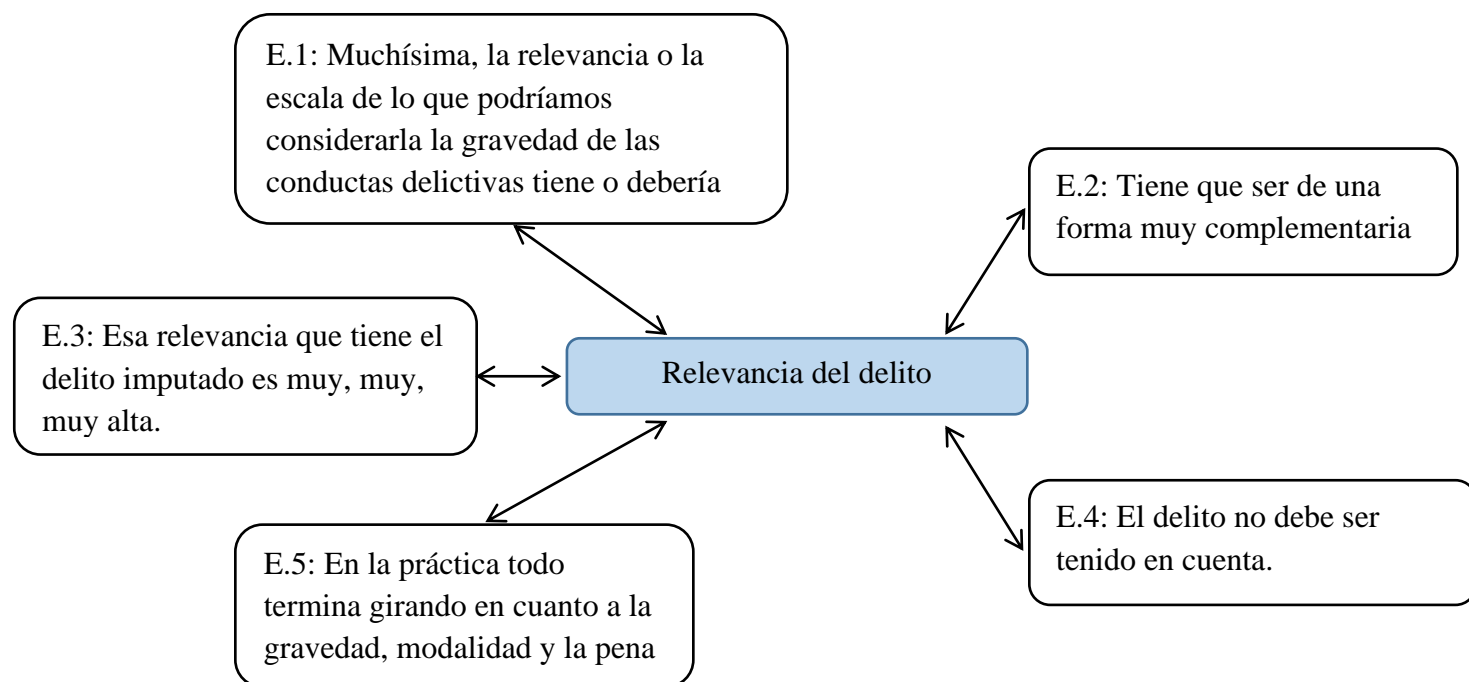 E.1: Muchísima, la relevancia o la
escala de lo que podríamos
considerarla la gravedad de las
conductas delictivas tiene o debería
E.2: Tiene que ser de una
forma muy complementaria
E.3: Esa relevancia que tiene el
delito imputado es muy, muy,
muy alta.
Relevancia del delito
E.4: El delito no debe ser
tenido en cuenta.
E.5: En la práctica todo
termina girando en cuanto a la
gravedad, modalidad y la pena